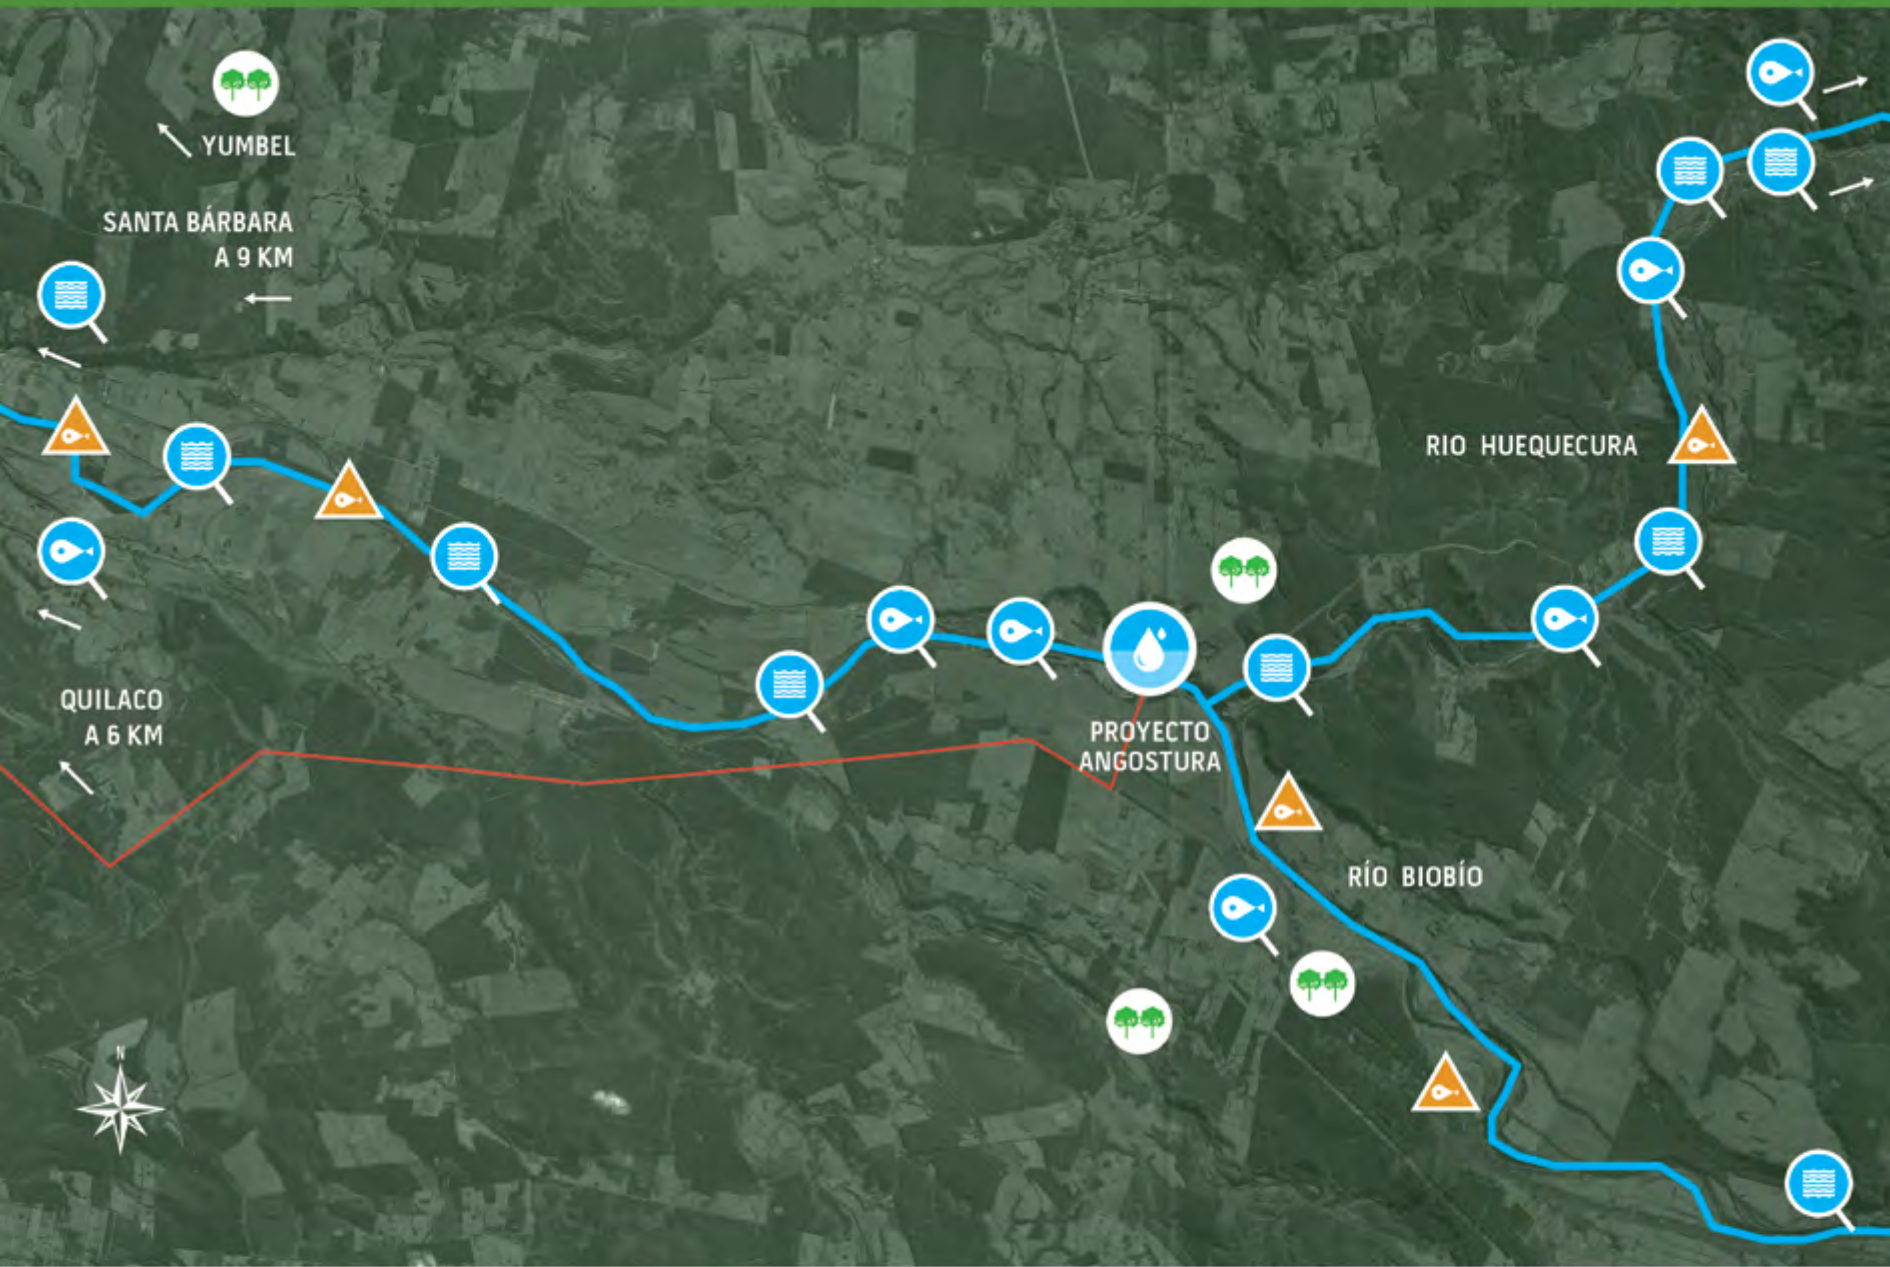 YUMBEL
SANTA BÁRBARA
A 9 KM
RIO HUEQUECURA
QUILACO
A 6 KM
PROYECTO
ANGOSTURA
RÍO BIOBÍO
N